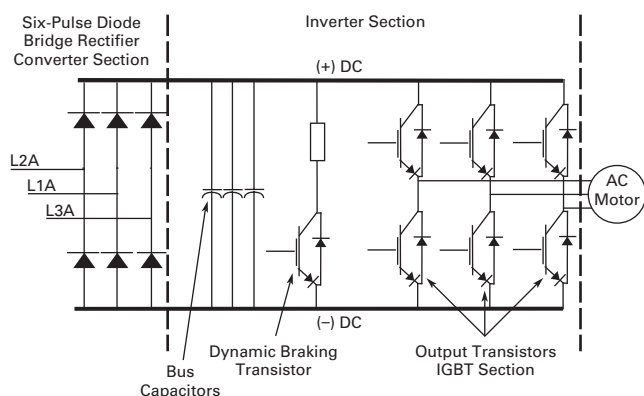 Six-Pulse Diode
Bridge Rectifier
Converter Section
Inverter Section
(+) DC
L2A
L1A
L3A
AC
Motor
(–) DC
Bus
Capacitors
Dynamic Braking
Transistor
Output Transistors
IGBT Section